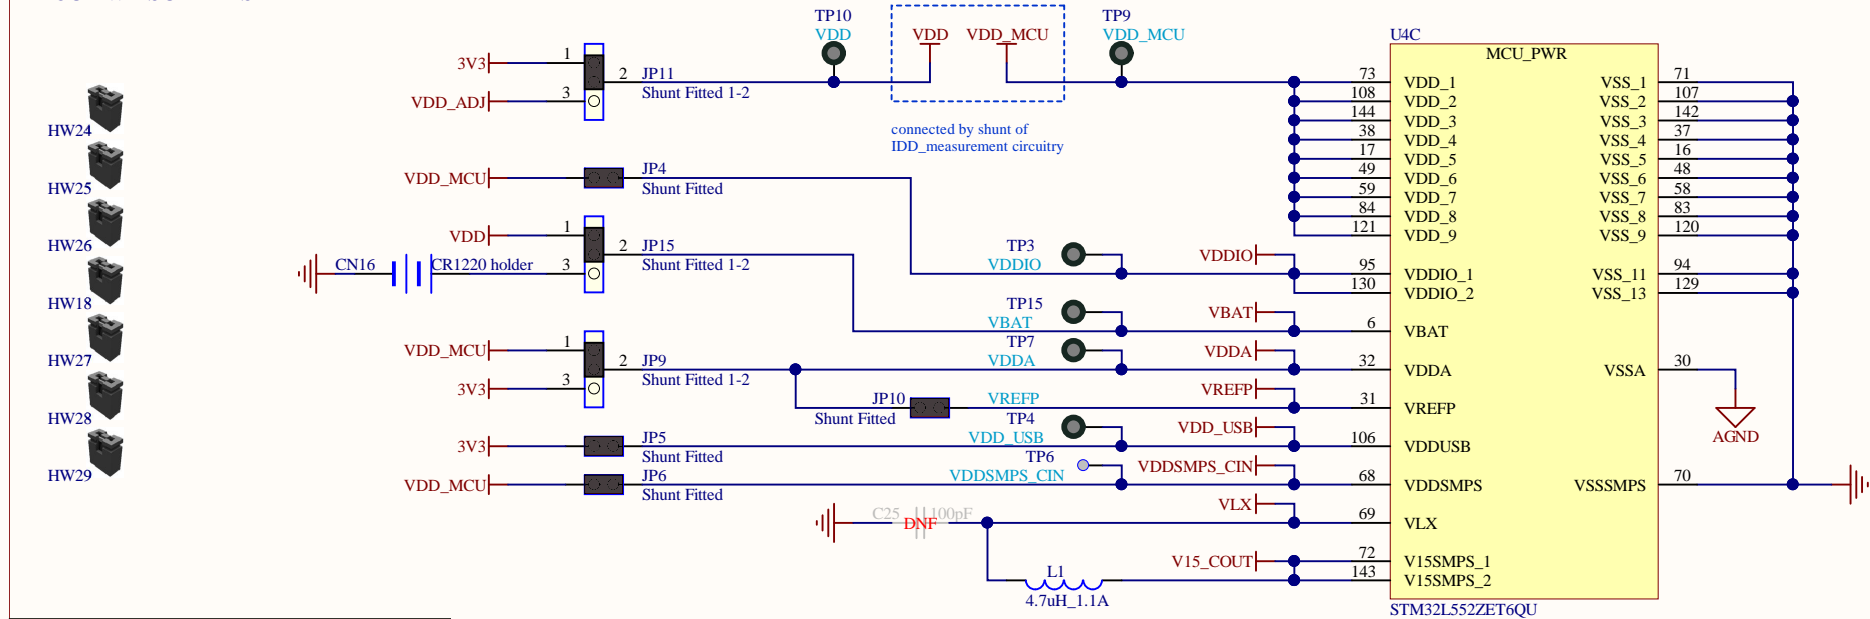 HW24
HW25
HW26
HW18
HW27
HW28
HW29
3V3
VDD_ADJ
1
2
3
JP11
Shunt Fitted 1-2
TP10
VDD
VDD
VDD_MCU
connected by shunt of
IDD_measurement circuitry
TP9
VDD_MCU
VDD_MCU
JP4
Shunt Fitted
VDD
1
2
3
JP15
Shunt Fitted 1-2
CN16
CR1220 holder
TP3
VDDIO
VDDIO
TP15
VBAT
VBAT
VDD_MCU
3V3
1
2
3
JP9
Shunt Fitted 1-2
TP7
VDDA
VDDA
JP10
Shunt Fitted
VREFP
VREFP
3V3
JP5
Shunt Fitted
TP4
VDD_USB
VDD_USB
VDD_MCU
JP6
Shunt Fitted
TP6
VDDSMPS_CIN
VDDSMPS_CIN
C25
DNF
100pF
VLX
L1
4.7uH_1.1A
V15_COUT
U4C
MCU_PWR
73 VDD_1 VSS_1 71
108 VDD_2 VSS_2 107
144 VDD_3 VSS_3 142
38 VDD_4 VSS_4 37
17 VDD_5 VSS_5 16
49 VDD_6 VSS_6 48
59 VDD_7 VSS_7 58
84 VDD_8 VSS_8 83
121 VDD_9 VSS_9 120
95 VDDIO_1 VSS_11 94
130 VDDIO_2 VSS_13 129
6 VBAT
32 VDDA VSSA 30
31 VREFP
AGND
106 VDDUSB
68 VDDSMPS VSSSMPS 70
69 VLX
72 V15SMPS_1
143 V15SMPS_2
STM32L552ZET6QU